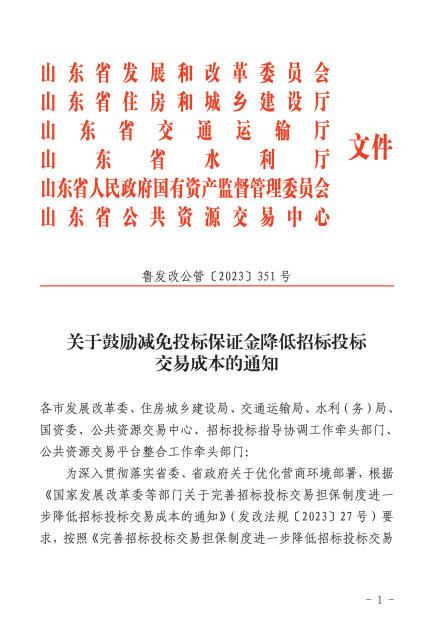 山东省发展和改革委员会
山东省住房和城乡建设厅
山东省交通运输厅
山东省水利厅
山东省人民政府国有资产监督管理委员会
山东省公共资源交易中心
文件
鲁发改公管〔2023〕351号
关于鼓励减免投标保证金降低招标投标
交易成本的通知
各市发展改革委、住房城乡建设局、交通运输局、水利（务）局、
国资委、公共资源交易中心、招标投标指导协调工作牵头部门、
公共资源交易平台整合工作牵头部门：
为深入贯彻落实省委、省政府关于优化营商环境部署，根据
《国家发展改革委等部门关于完善招标投标交易担保制度进一
步降低招标投标交易成本的通知》（发改法规〔2023〕27号）要
求，按照《完善招标投标交易担保制度进一步降低招标投标交易
- 1 -